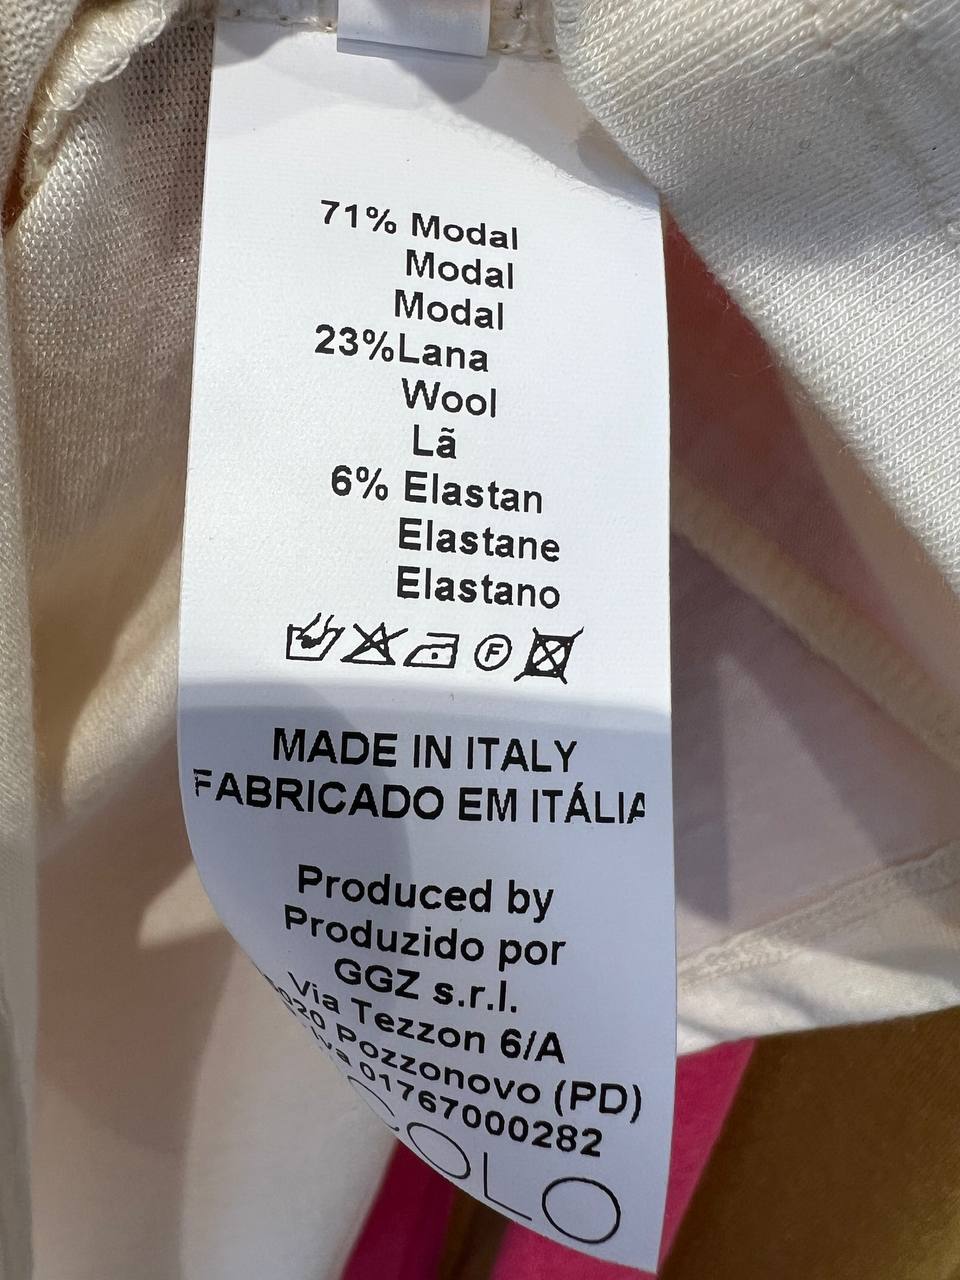 71% Modal
Modal
Modal
23%Lana
Wool
Lã
6% Elastan
Elastane
Elastano
F
MADE IN ITALY
FABRICADO EM ITÁLIA
Produced by
Produzido por
GGZ s.r.l.
Via Tezzon 6/A
Pozzonovo (PD)
01767000282